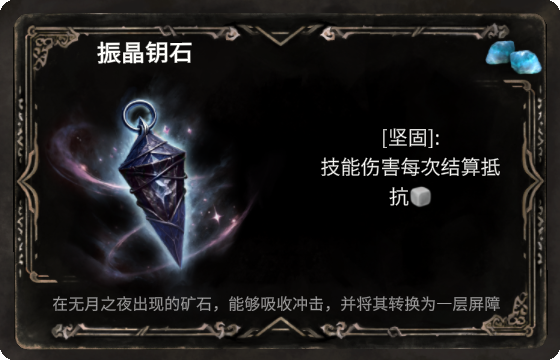 振晶钥石
[坚固]:
技能伤害每次结算抵
抗
在无月之夜出现的矿石，能够吸收冲击，并将其转换为一层屏障